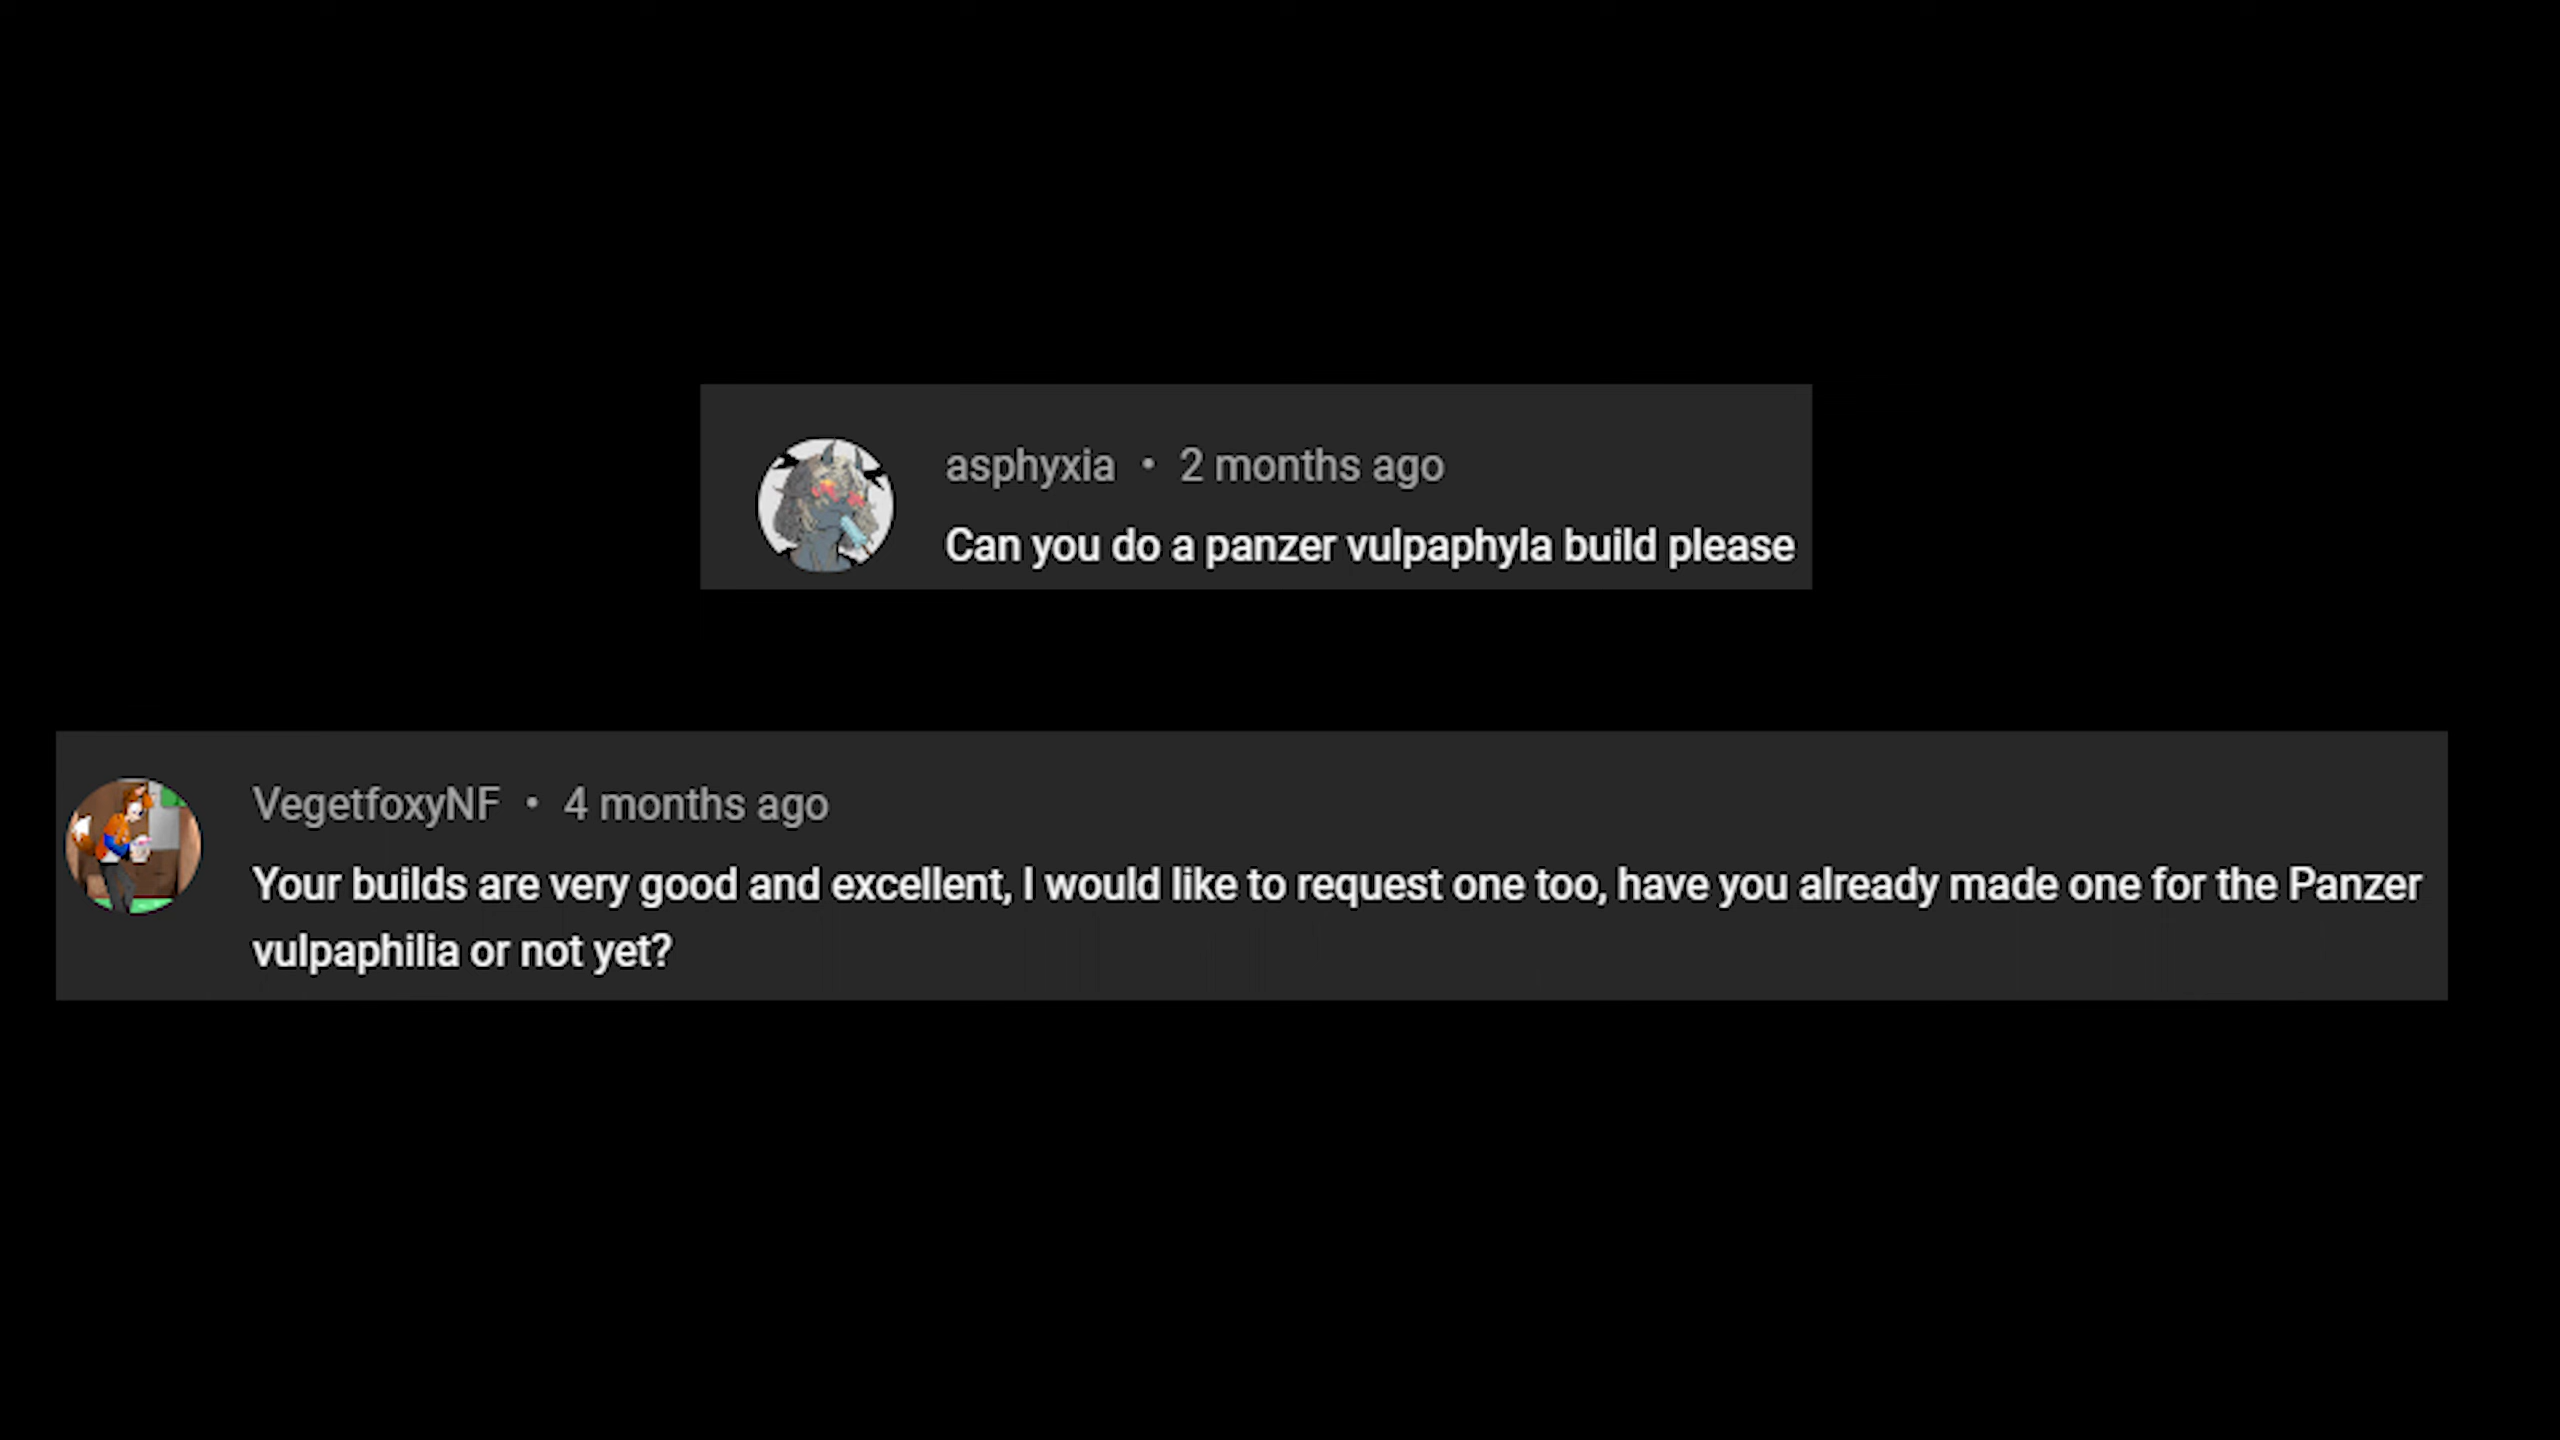 asphyxia • 2 months ago
Can you do a panzer vulpaphyla build please
VegetfoxyNF • 4 months ago
Your builds are very good and excellent, I would like to request one too, have you already made one for the Panzer
vulpaphilia or not yet?